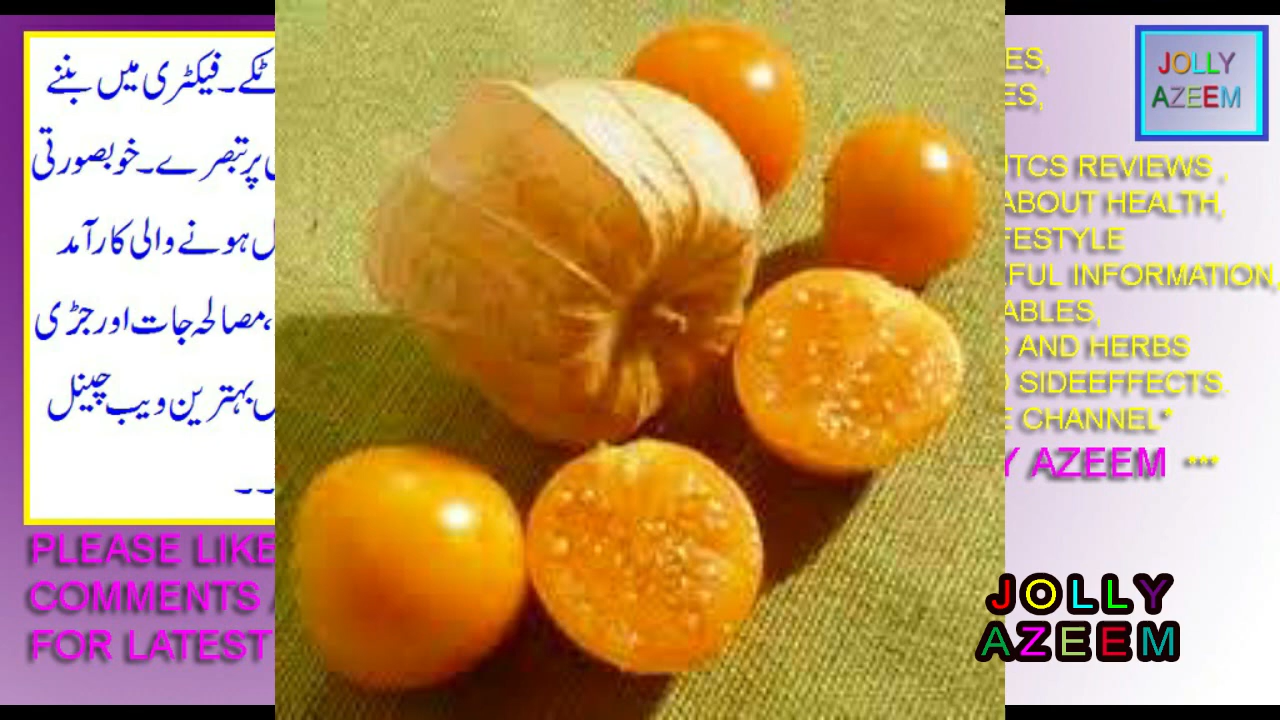 ٹکے۔ فیکٹری میں بننے
پر تبصرے۔ خوبصورتی
ہونے والی کارآمد
، مصالحہ جات اور جڑی
بہترین ویب چینل
۔۔
PLEASE LIKE
COMMENTS
FOR LATEST
ES,
ES,
JOLLY
AZEEM
UTCS REVIEWS ,
ABOUT HEALTH,
FESTYLE
EFUL INFORMATION,
ABLES,
AND HERBS
SIDEEFFECTS.
E CHANNEL*
Y AZEEM ***
JOLLY
AZEEM